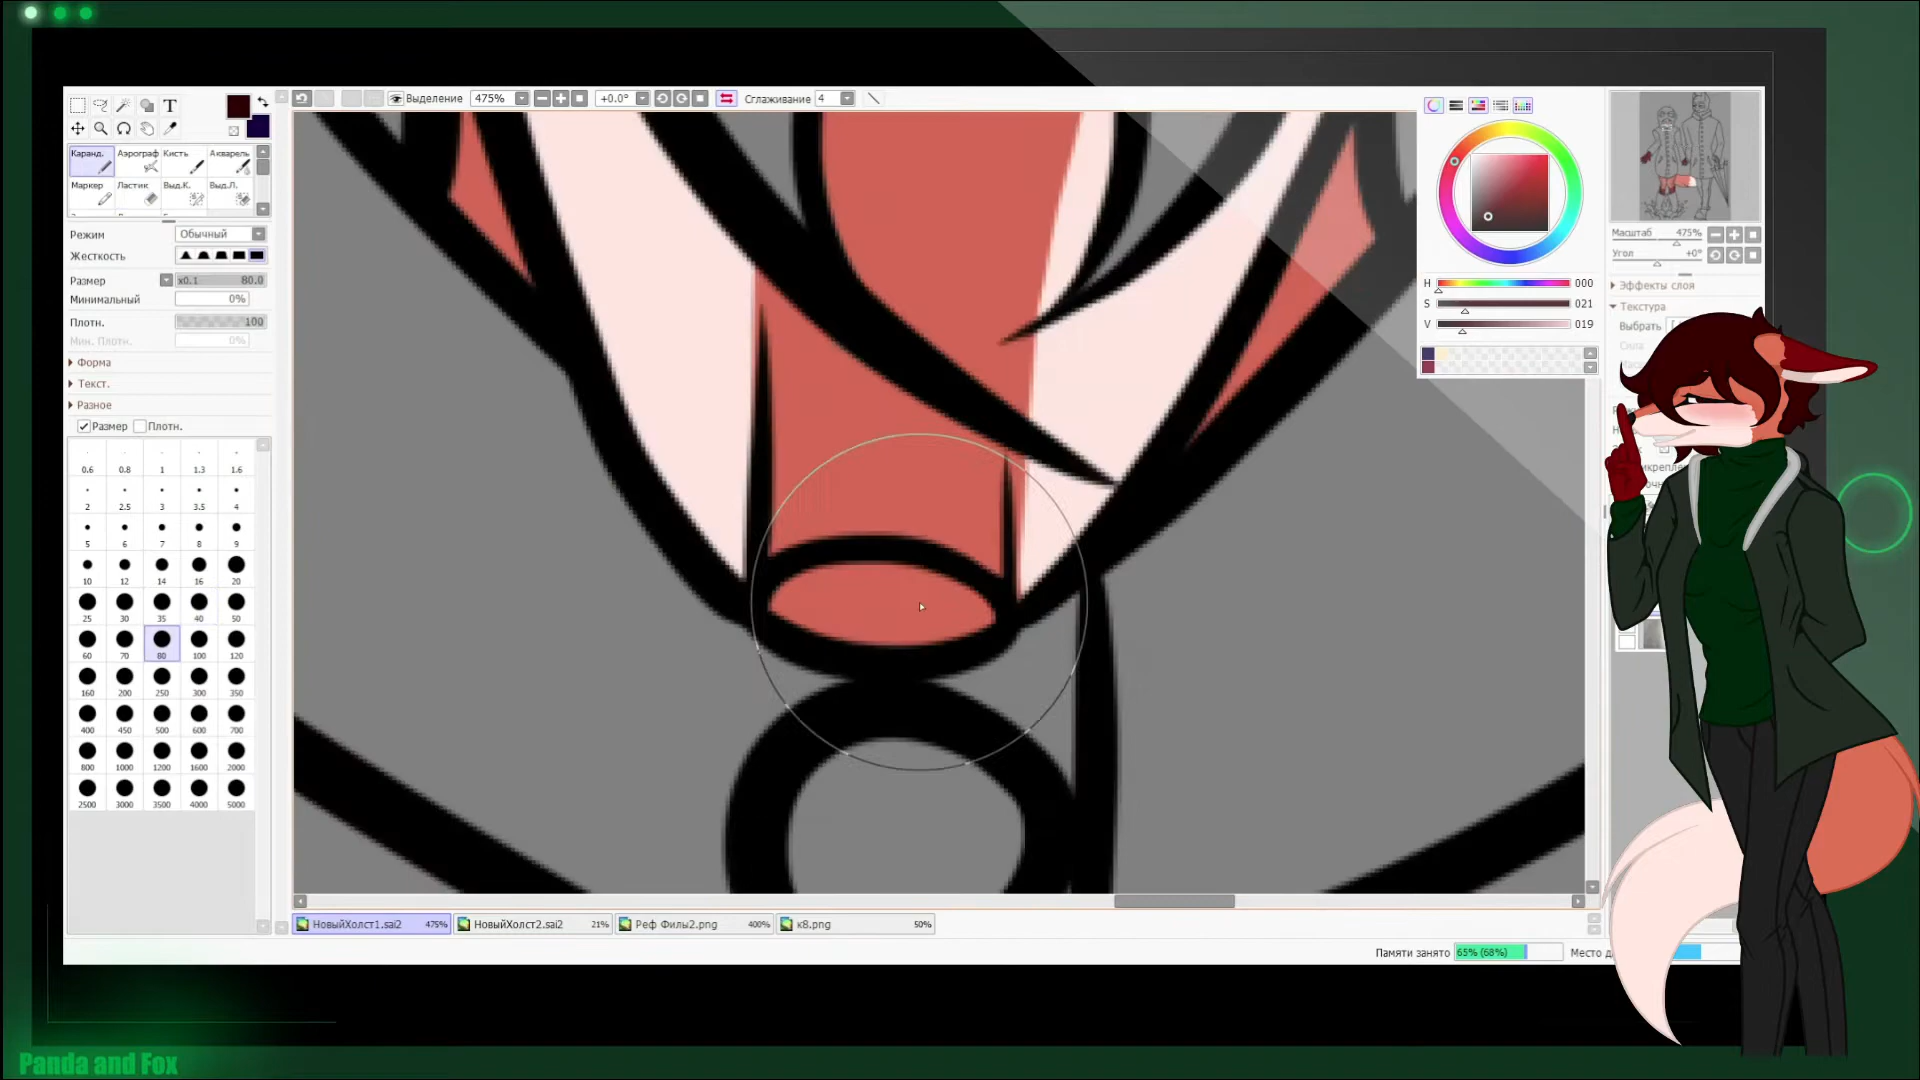 Выделение 475% +0.0° Сглаживание 4
T
Каранд. Аэрограф Кисть Акварель
Маркер Ластик Выд.К. Выд.Л.
Режим Обычный
Жесткость
Размер x0.1 80.0
Минимальный 0%
Плотн. 100
Мин. Плотн. 0%
Форма
Текст.
Разное
Размер Плотн.
0.6 0.8 1 1.3 1.6
2 2.5 3 3.5 4
5 6 7 8 9
10 12 14 16 20
25 30 35 40 50
60 70 80 100 120
160 200 250 300 350
400 450 500 600 700
800 1000 1200 1600 2000
2500 3000 3500 4000 5000
H 000
S 021
V 019
Масштаб 475%
Угол +0°
Эффекты слоя
Текстура
Выбрать
Сила
НовыйХолст1.sai2 475% НовыйХолст2.sai2 21% Реф Филы2.png 400% к8.png 50%
Памяти занято 65% (68%) Место д
Panda and Fox